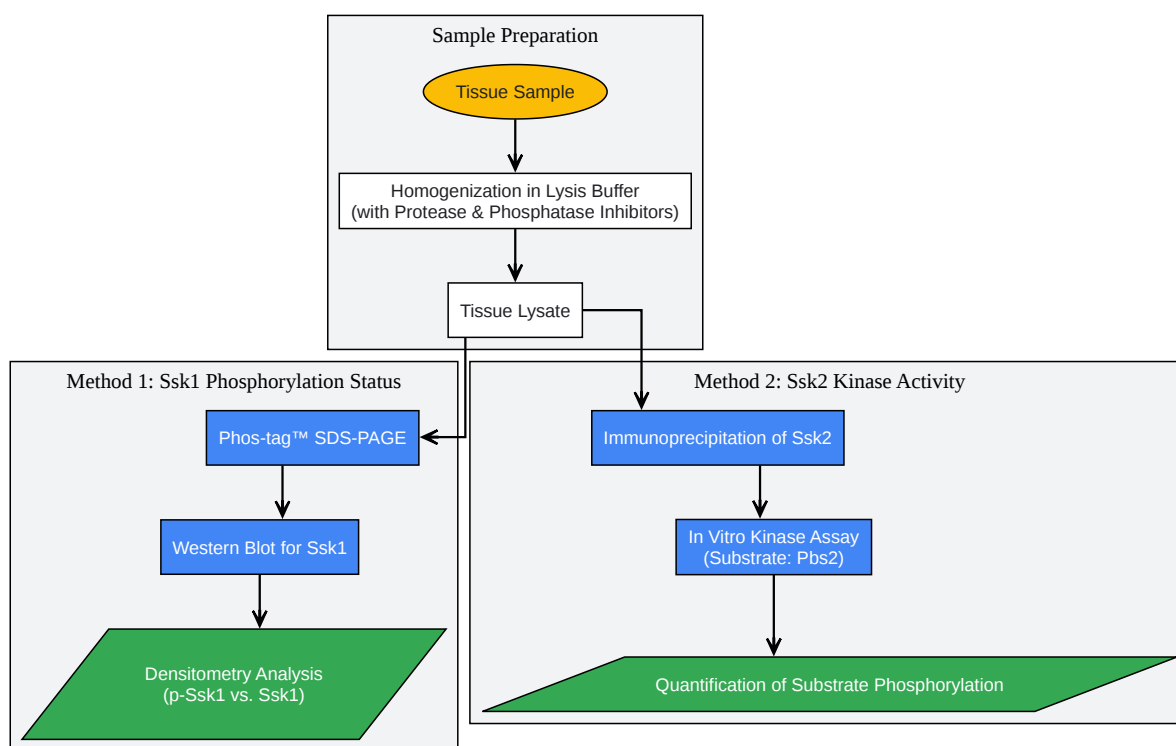 Sample Preparation
Tissue Sample
Homogenization in Lysis Buffer
(with Protease & Phosphatase Inhibitors)
Tissue Lysate
Method 1: Ssk1 Phosphorylation Status
Phos-tag™ SDS-PAGE
Western Blot for Ssk1
Densitometry Analysis
(p-Ssk1 vs. Ssk1)
Method 2: Ssk2 Kinase Activity
Immunoprecipitation of Ssk2
In Vitro Kinase Assay
(Substrate: Pbs2)
Quantification of Substrate Phosphorylation